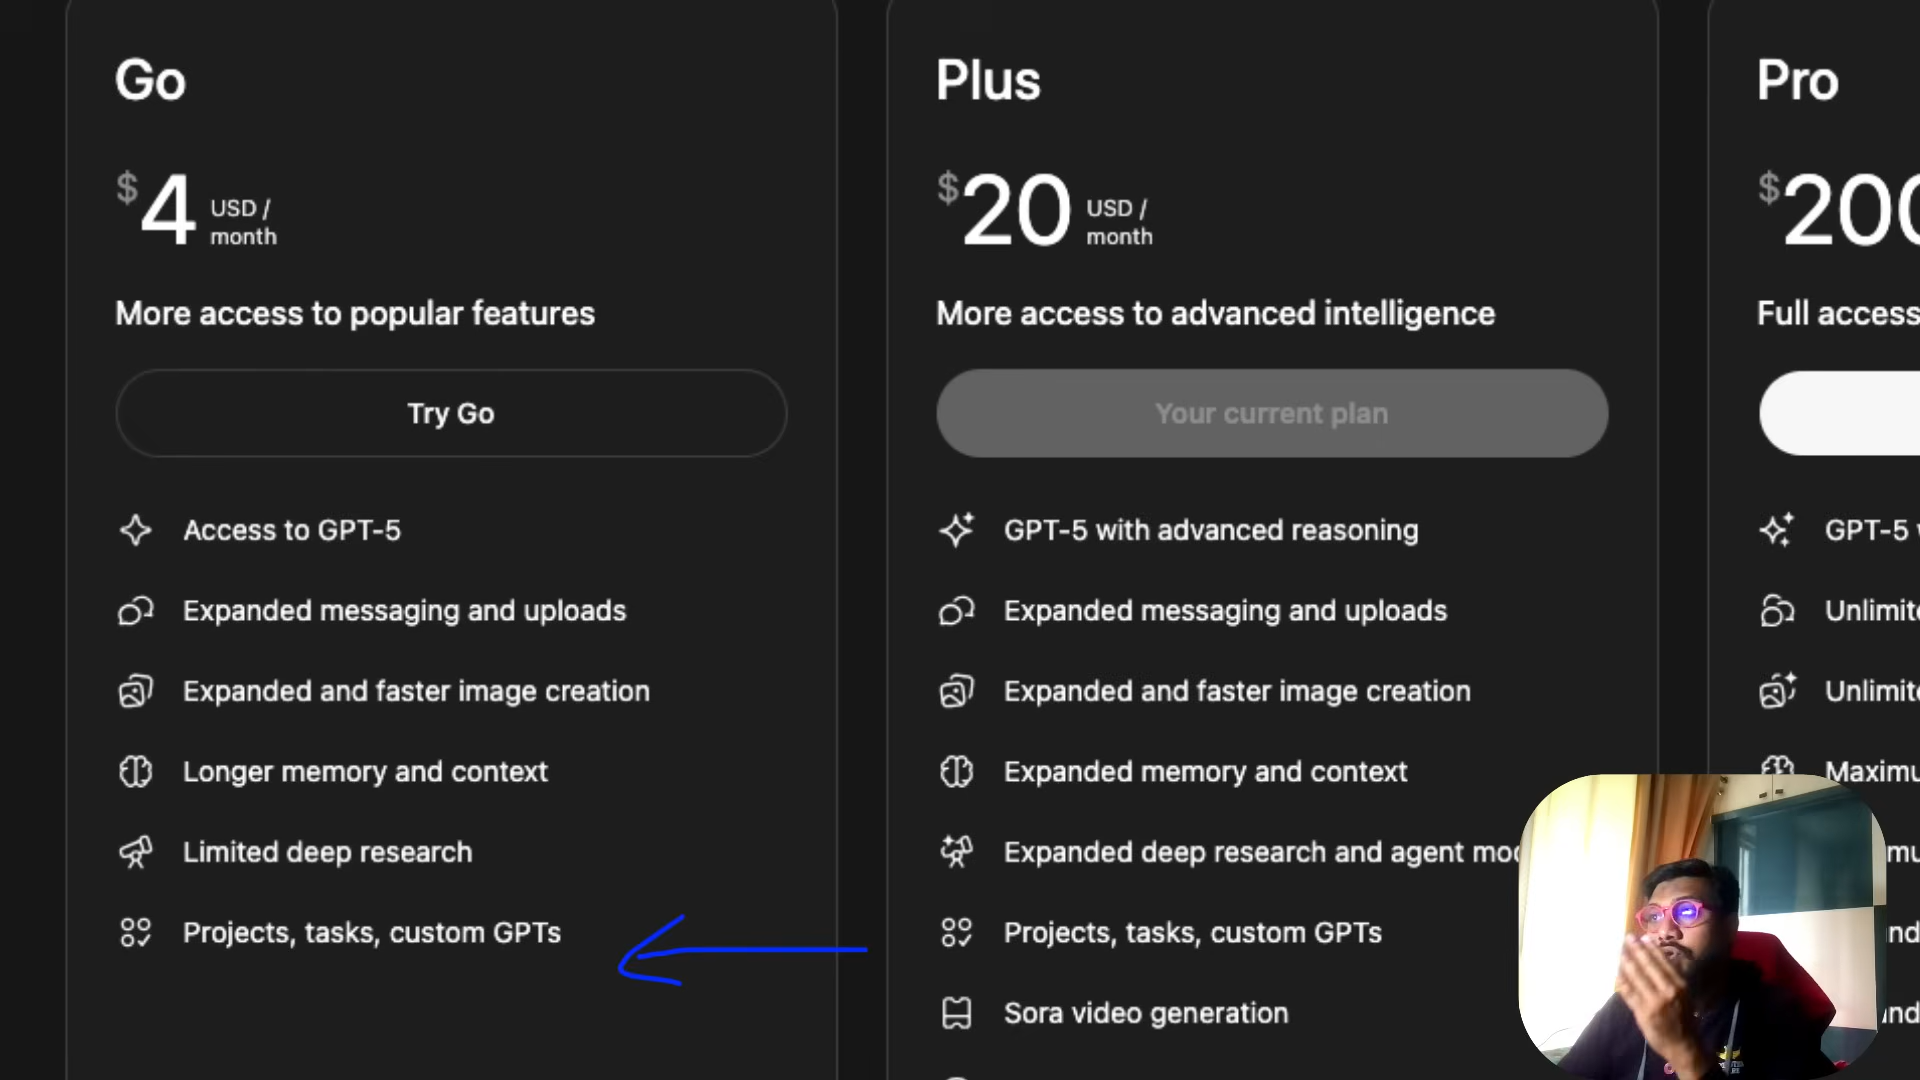 Go
$4 USD /
month
More access to popular features
Try Go
Access to GPT-5
Expanded messaging and uploads
Expanded and faster image creation
Longer memory and context
Limited deep research
Projects, tasks, custom GPTs
Plus
$20 USD /
month
More access to advanced intelligence
Your current plan
GPT-5 with advanced reasoning
Expanded messaging and uploads
Expanded and faster image creation
Expanded memory and context
Expanded deep research and agent
Projects, tasks, custom GPTs
Sora video generation
Pro
$200
Full access
GPT-5